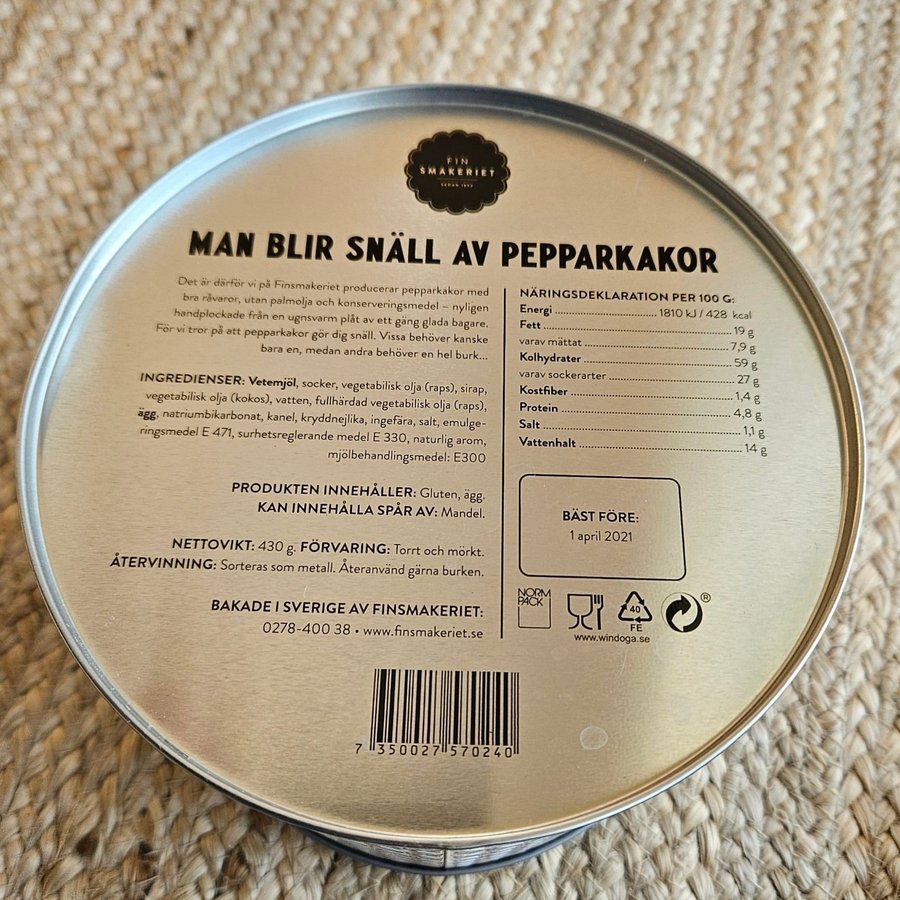 FIN
SMAKERIET
SEDAN 1892
MAN BLIR SNÄLL AV PEPPARKAKOR
Det är därför vi på Finsmakeriet producerar pepparkakor med
bra råvaror, utan palmolja och konserveringsmedel – nyligen
handplockade från en ugnsvarm plåt av ett gäng glada bagare.
För vi tror på att pepparkakor gör dig snäll. Vissa behöver kanske
bara en, medan andra behöver en hel burk...
INGREDIENSER: Vetemjöl, socker, vegetabilisk olja (raps), sirap,
vegetabilisk olja (kokos), vatten, fullhärdad vegetabilisk olja (raps),
ägg, natriumbikarbonat, kanel, kryddnejlika, ingefära, salt, emulge-
ringsmedel E 471, surhetsreglerande medel E 330, naturlig arom,
mjölbehandlingsmedel: E300
PRODUKTEN INNEHÅLLER: Gluten, ägg.
KAN INNEHÅLLA SPÅR AV: Mandel.
NETTOVIKT: 430 g. FÖRVARING: Torrt och mörkt.
ÅTERVINNING: Sorteras som metall. Återanvänd gärna burken.
BAKADE I SVERIGE AV FINSMAKERIET:
0278-400 38 • www.finsmakeriet.se
NÄRINGSDEKLARATION PER 100 G:
Energi 1810 kJ / 428 kcal
Fett 19 g
varav mättat 7,9 g
Kolhydrater 59 g
varav sockerarter 27 g
Kostfiber 1,4 g
Protein 4,8 g
Salt 1,1 g
Vattenhalt 14 g
BÄST FÖRE:
1 april 2021
NORM
PACK
40
FE
®
www.windoga.se
7 350027 570240